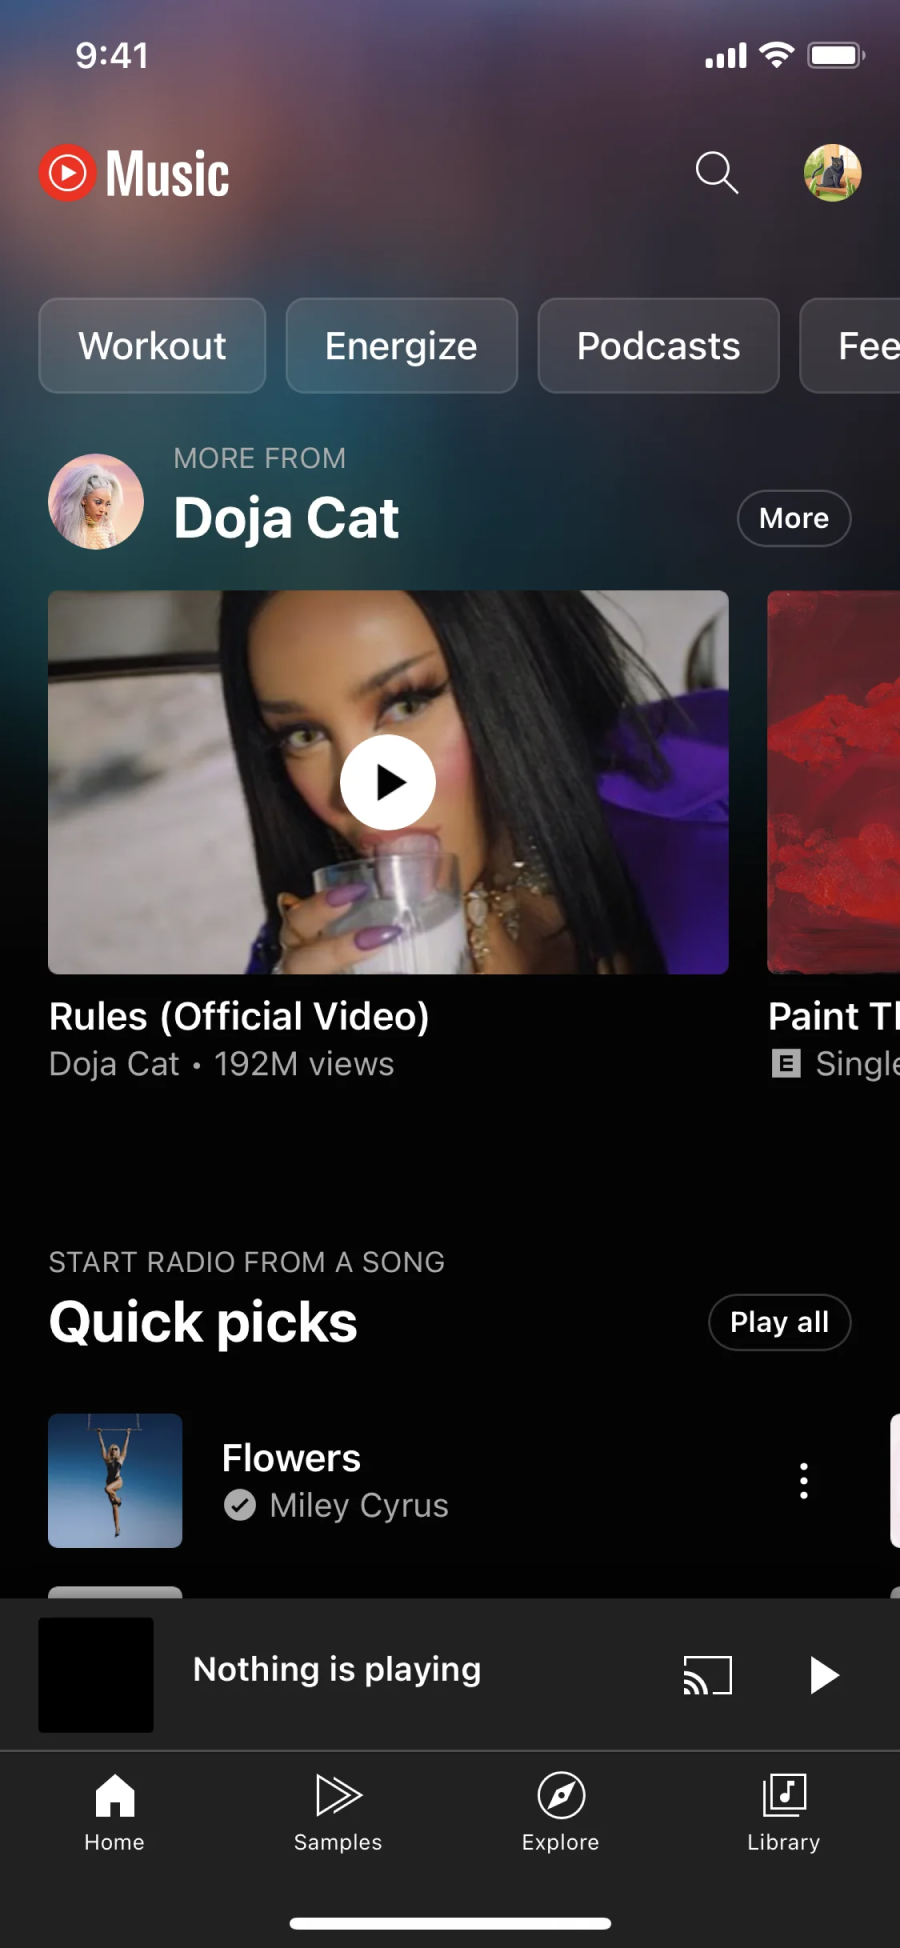 9:41
Music
Workout
Energize
Podcasts
Fee
MORE FROM
Doja Cat
More
Rules (Official Video)
Doja Cat • 192M views
Paint Tl
E Single
START RADIO FROM A SONG
Quick picks
Play all
Flowers
Miley Cyrus
Nothing is playing
Home
Samples
Explore
Library